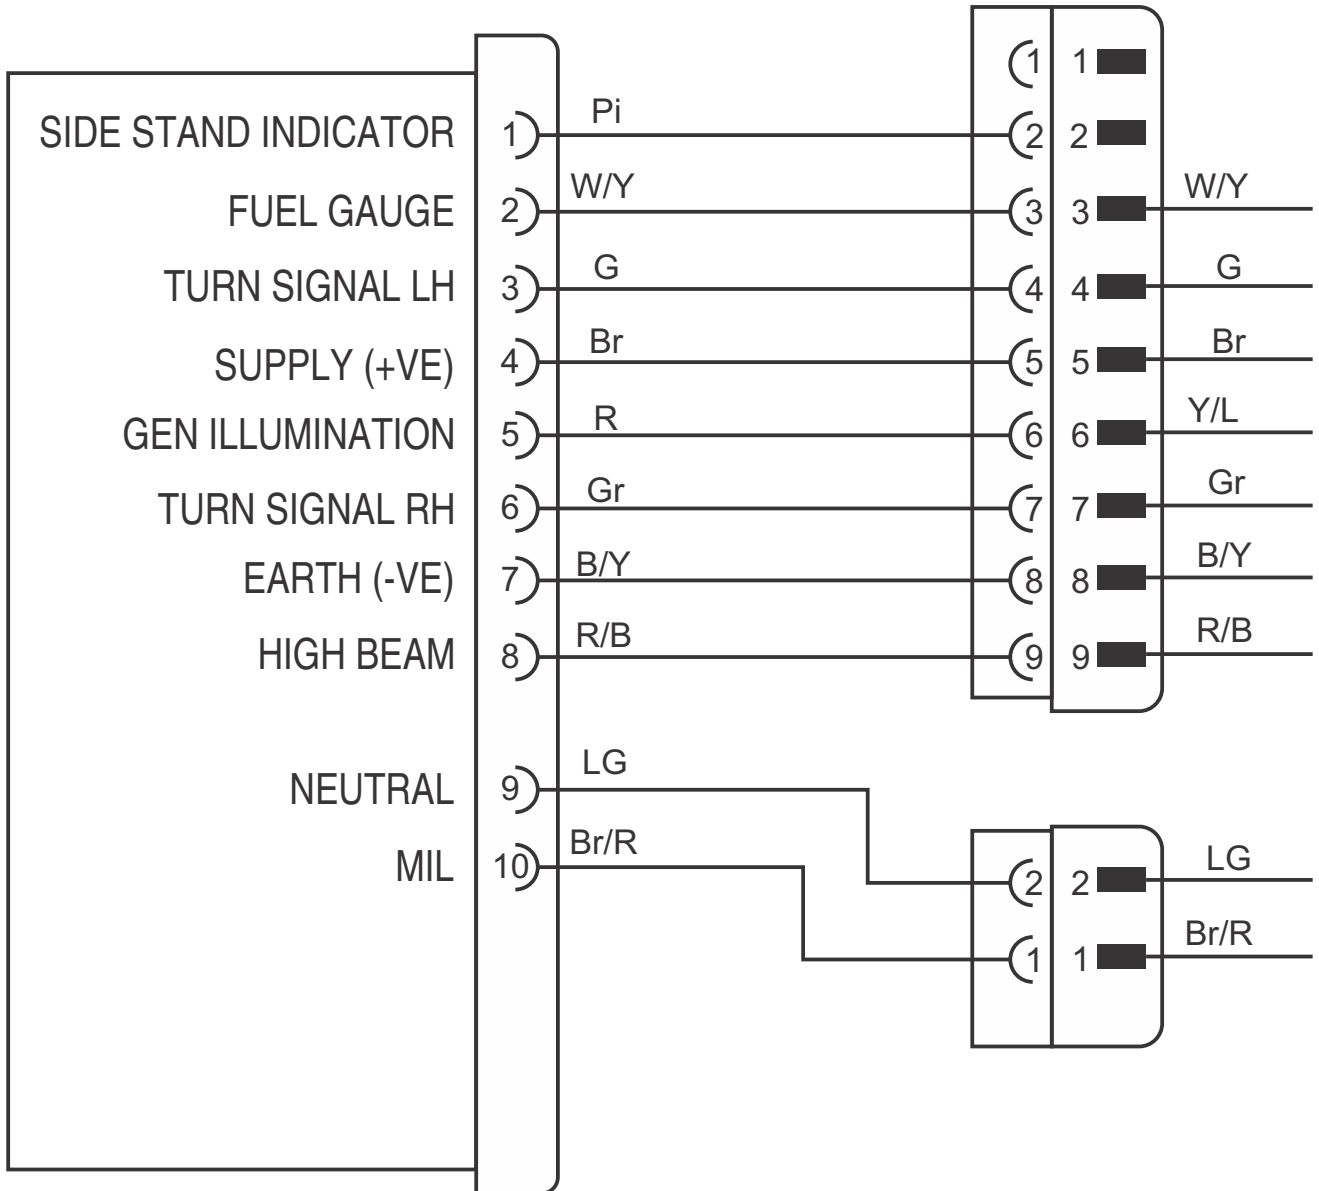 1 1
SIDE STAND INDICATOR 1 Pi 2 2
FUEL GAUGE 2 W/Y 3 3 W/Y
TURN SIGNAL LH 3 G 4 4 G
SUPPLY (+VE) 4 Br 5 5 Br
GEN ILLUMINATION 5 R 6 6 Y/L
TURN SIGNAL RH 6 Gr 7 7 Gr
EARTH (-VE) 7 B/Y 8 8 B/Y
HIGH BEAM 8 R/B 9 9 R/B
NEUTRAL 9 LG
MIL 10 Br/R
2 2 LG
1 1 Br/R